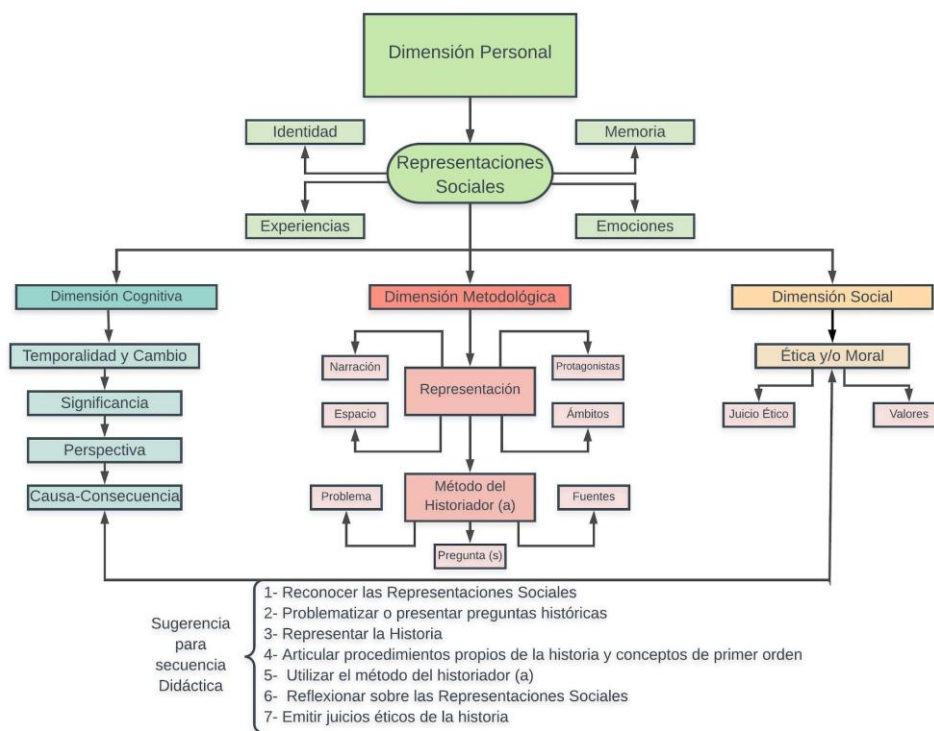 Dimensión Personal
Identidad
Memoria
Representaciones
Sociales
Experiencias
Emociones
Dimensión Cognitiva
Dimensión Metodológica
Dimensión Social
Temporalidad y Cambio
Significancia
Perspectiva
Causa-Consecuencia
Narración
Protagonistas
Representación
Espacio
Ámbitos
Método del
Historiador (a)
Problema
Fuentes
Pregunta (s)
Ética y/o Moral
Juicio Ético
Valores
Sugerencia
para
secuencia
Didáctica
1- Reconocer las Representaciones Sociales
2- Problematizar o presentar preguntas históricas
3- Representar la Historia
4- Articular procedimientos propios de la historia y conceptos de primer orden
5- Utilizar el método del historiador (a)
6- Reflexionar sobre las Representaciones Sociales
7- Emitir juicios éticos de la historia